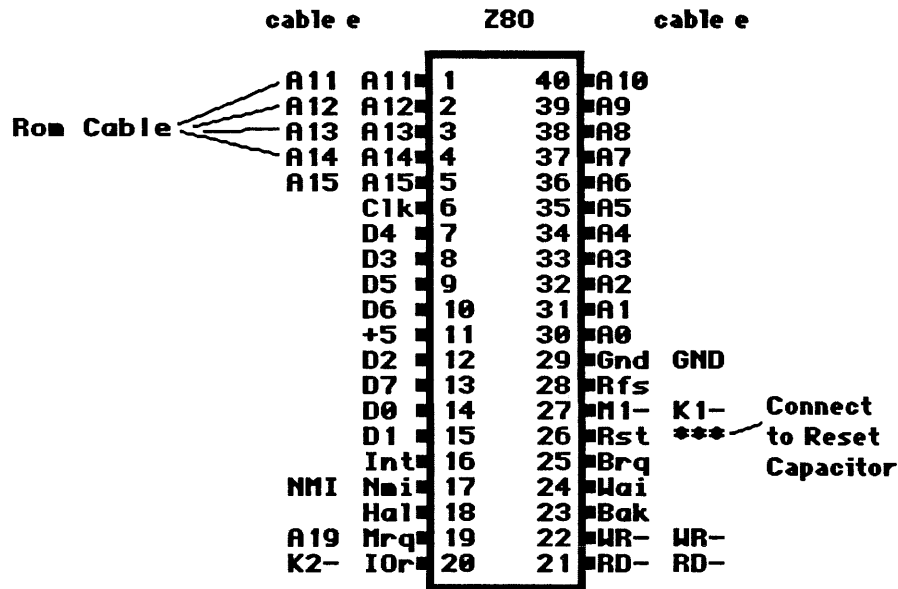 cable e Z80 cable e
A11 A11 1 40 A10
A12 A12 2 39 A9
Rom Cable A13 A13 3 38 A8
A14 A14 4 37 A7
A15 A15 5 36 A6
Clk 6 35 A5
D4 7 34 A4
D3 8 33 A3
D5 9 32 A2
D6 10 31 A1
+5 11 30 A0
D2 12 29 Gnd GND
D7 13 28 Rfs
D0 14 27 M1- K1- Connect
D1 15 26 Rst *** to Reset
Int 16 25 Brq Capacitor
NMI Nmi 17 24 Wai
Hal 18 23 Bak
A19 Mrq 19 22 WR- WR-
K2- IOr 20 21 RD- RD-